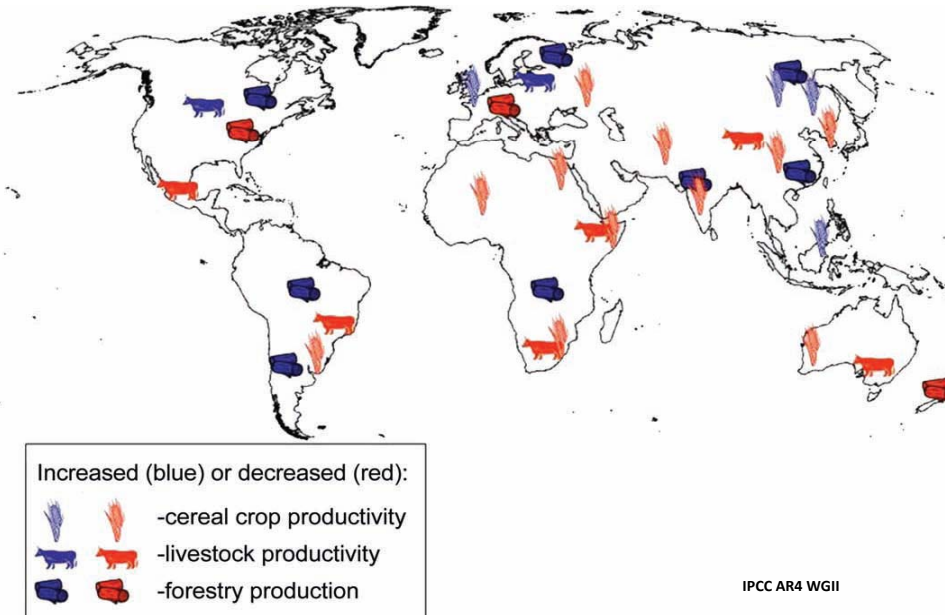 Increased (blue) or decreased (red):
-cereal crop productivity
-livestock productivity
-forestry production
IPCC AR4 WGII